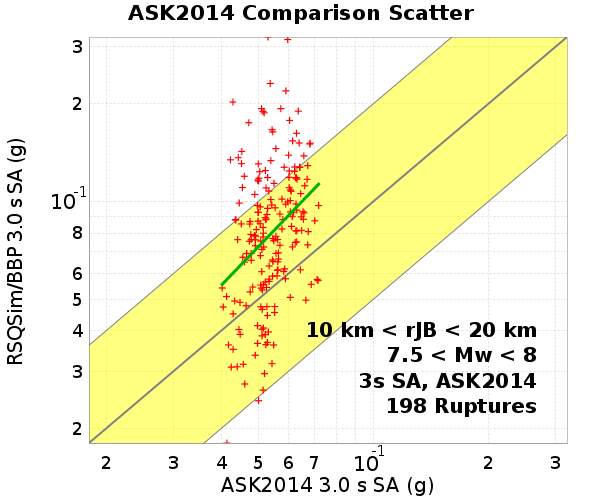 ASK2014 Comparison Scatter
RSQSim/BBP 3.0 s SA (g)
3
2
10⁻¹
8
6
5
4
3
2
10 km < rJB < 20 km
7.5 < Mw < 8
3s SA, ASK2014
198 Ruptures
2 3 4 5 6 7 10⁻¹ 2 3
ASK2014 3.0 s SA (g)